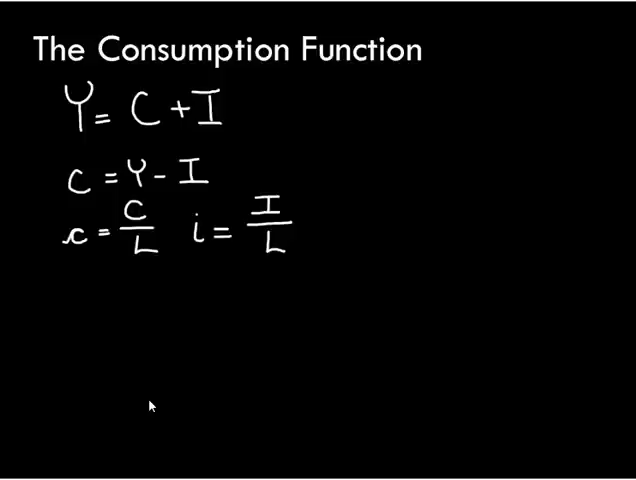 The Consumption Function
Y = C + I
C = Y - I
c = C/L i = I/L